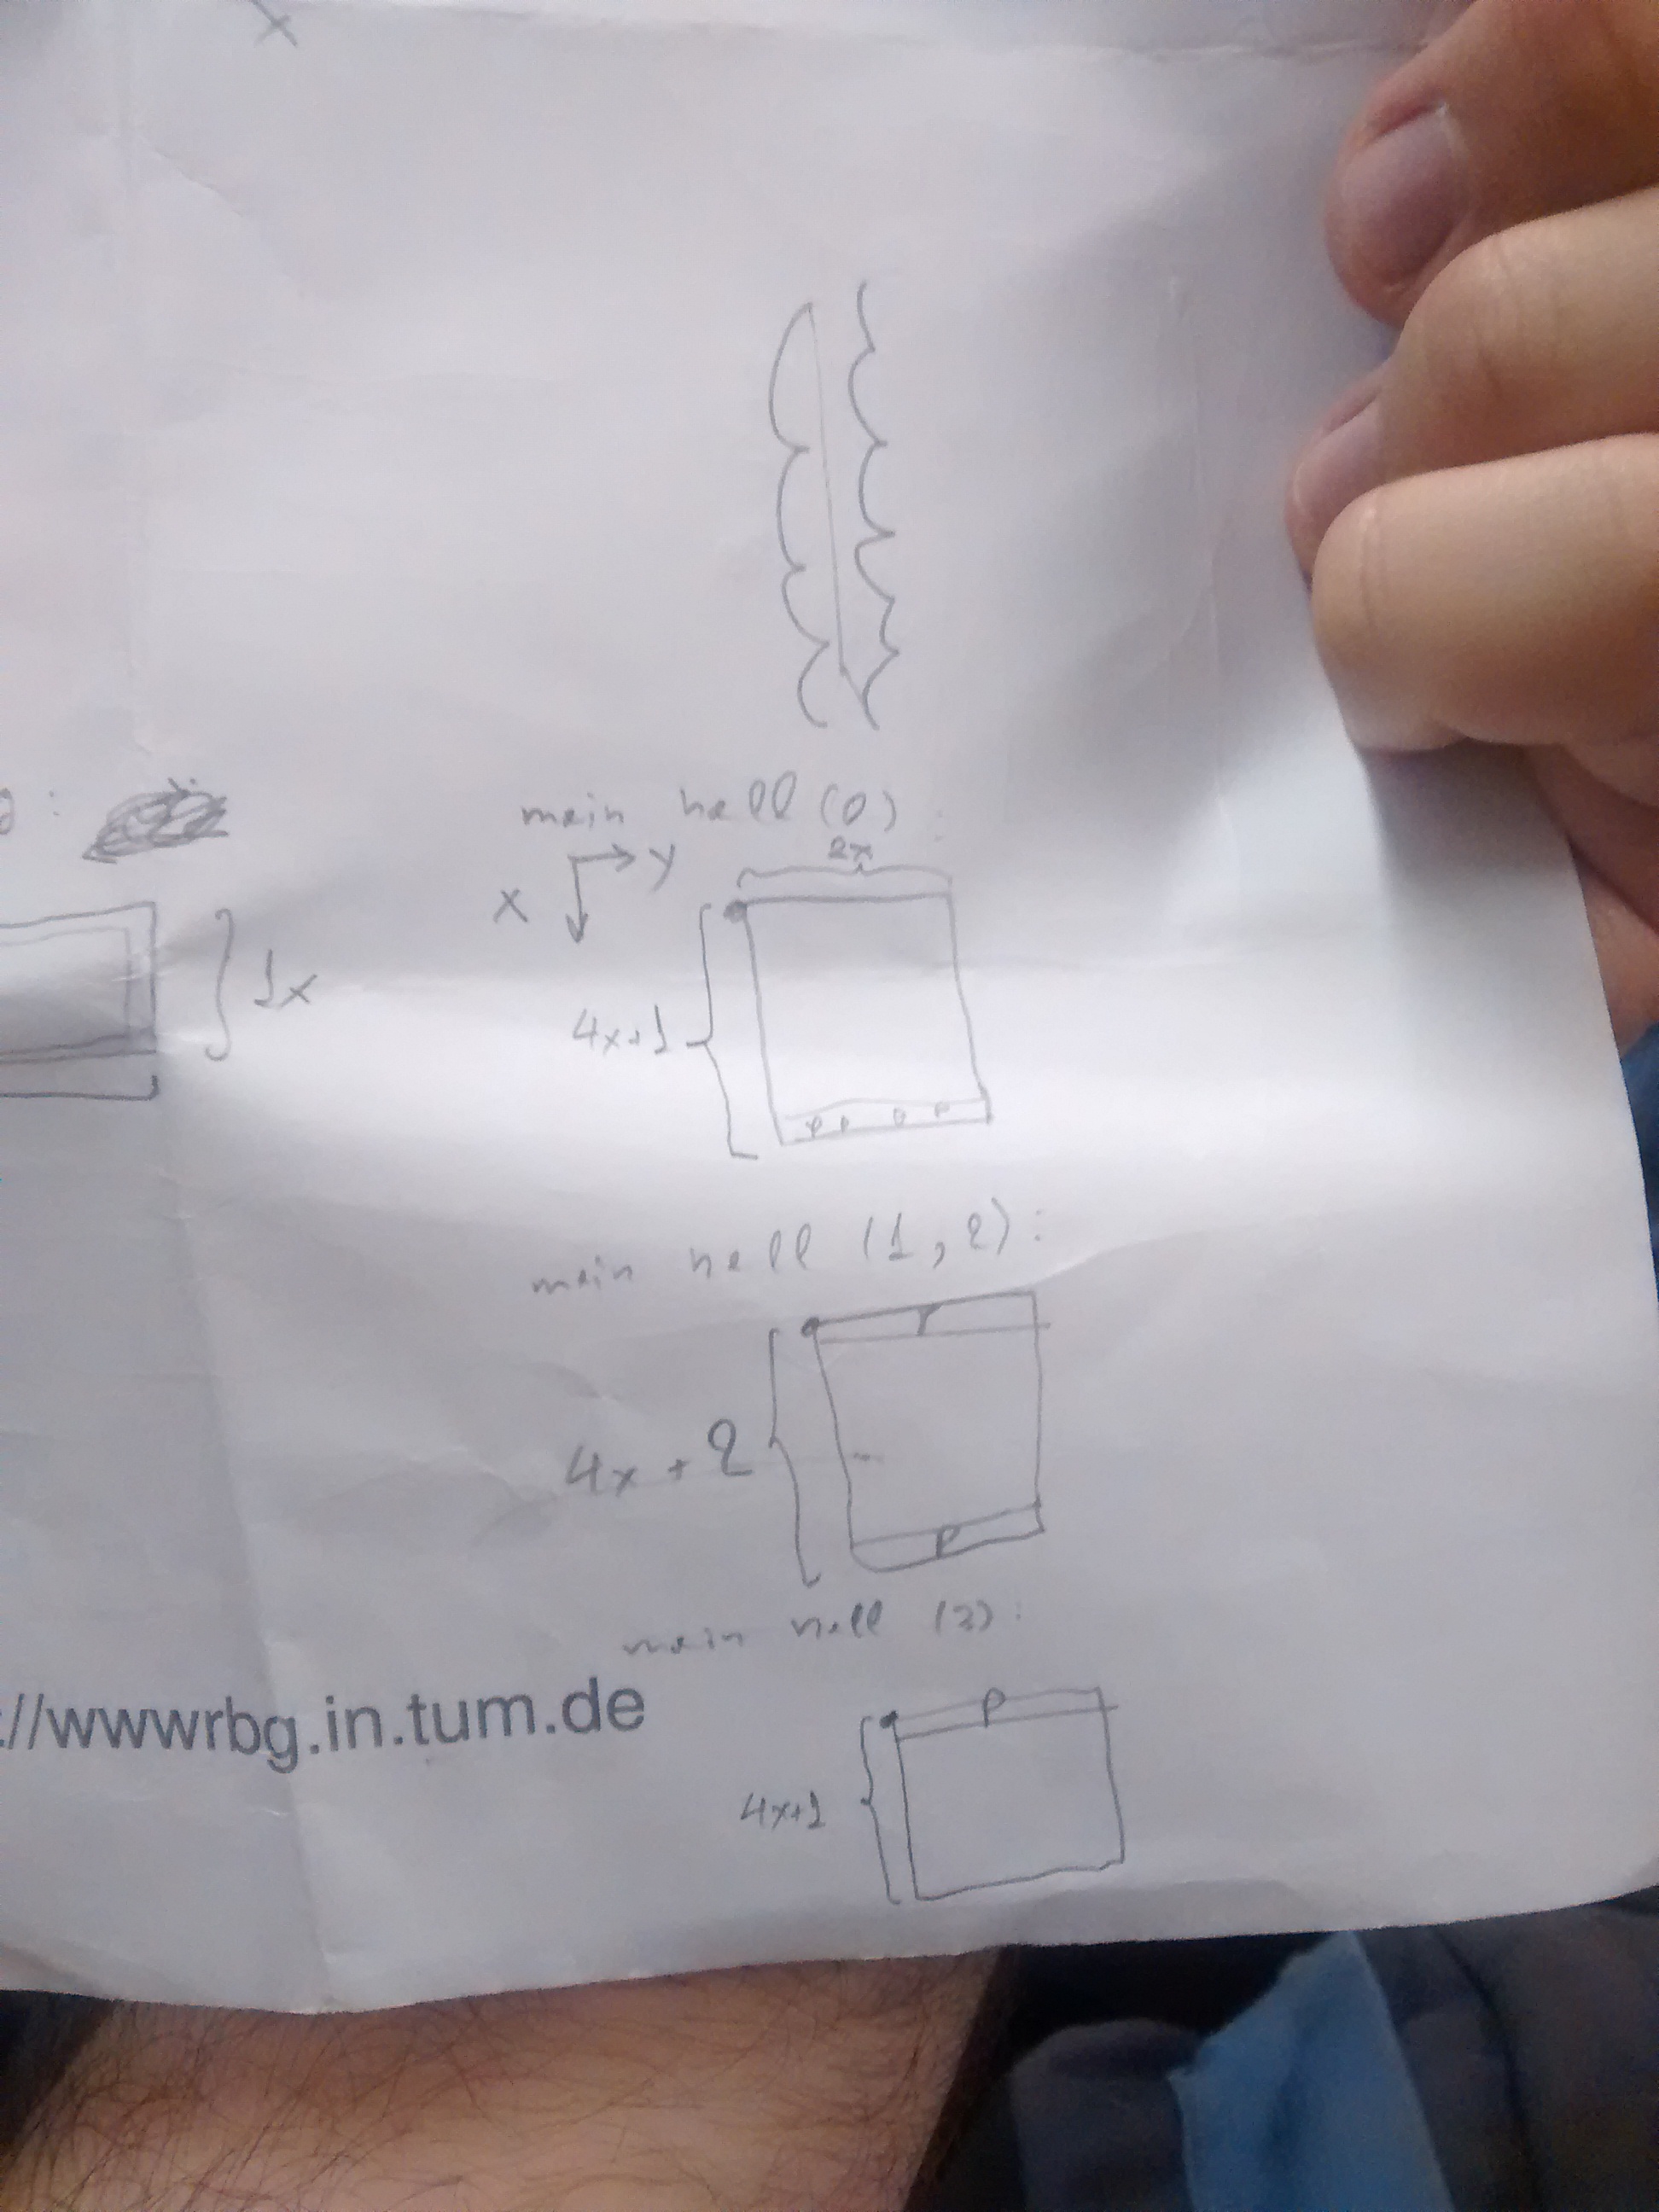 x
main hall (0):
2x
y
x
1x
4x+1
P P P P
main hall (1,2):
P
4x + 2
P
main hall (3):
://wwwrbg.in.tum.de
P
4x+1